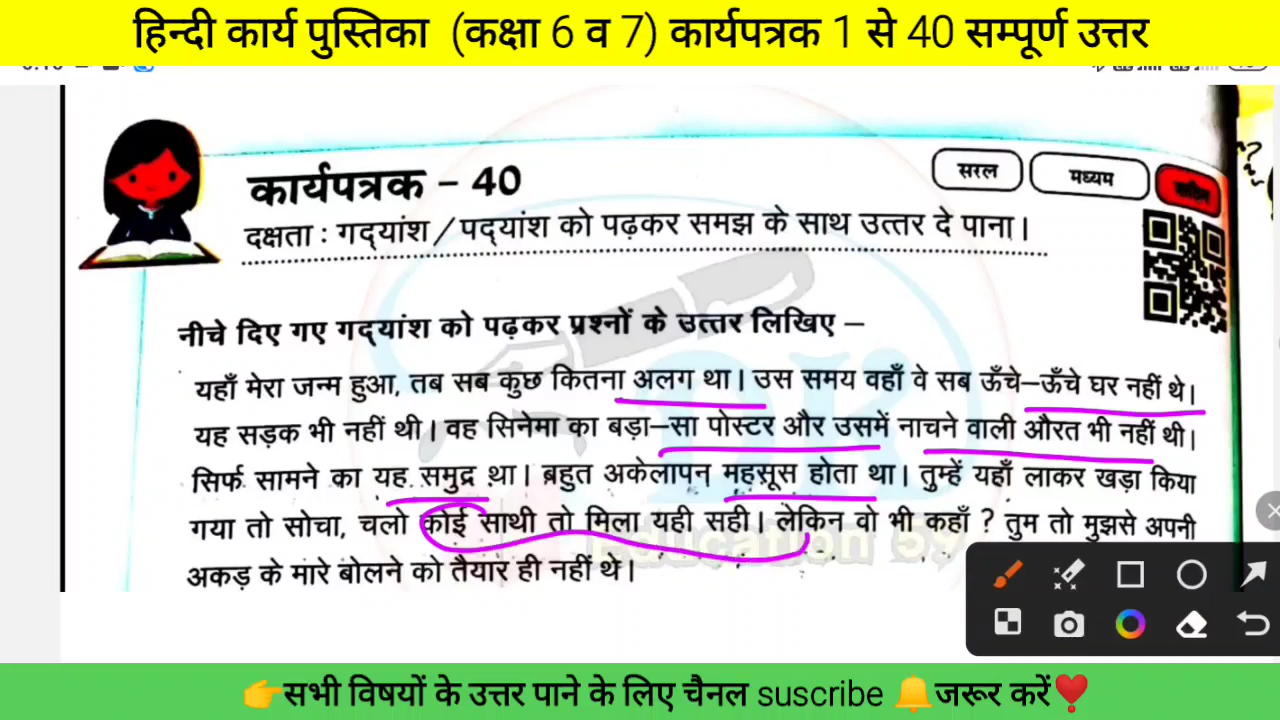 हिन्दी कार्य पुस्तिका (कक्षा 6 व 7) कार्यपत्रक 1 से 40 सम्पूर्ण उत्तर
कार्यपत्रक – 40
सरल
मध्यम
दक्षता : गद्यांश / पद्यांश को पढ़कर समझ के साथ उत्तर दे पाना।
नीचे दिए गए गद्यांश को पढ़कर प्रश्नों के उत्तर लिखिए –
यहाँ मेरा जन्म हुआ, तब सब कुछ कितना अलग था। उस समय वहाँ वे सब ऊँचे–ऊँचे घर नहीं थे।
यह सड़क भी नहीं थी। वह सिनेमा का बड़ा–सा पोस्टर और उसमें नाचने वाली औरत भी नहीं थी।
सिर्फ सामने का यह समुद्र था। बहुत अकेलापन महसूस होता था। तुम्हें यहाँ लाकर खड़ा किया
गया तो सोचा, चलो कोई साथी तो मिला यही सही। लेकिन वो भी कहाँ ? तुम तो मुझसे अपनी
अकड़ के मारे बोलने को तैयार ही नहीं थे।
DK
Education 59
👉सभी विषयों के उत्तर पाने के लिए चैनल suscribe 🔔जरूर करें❣️